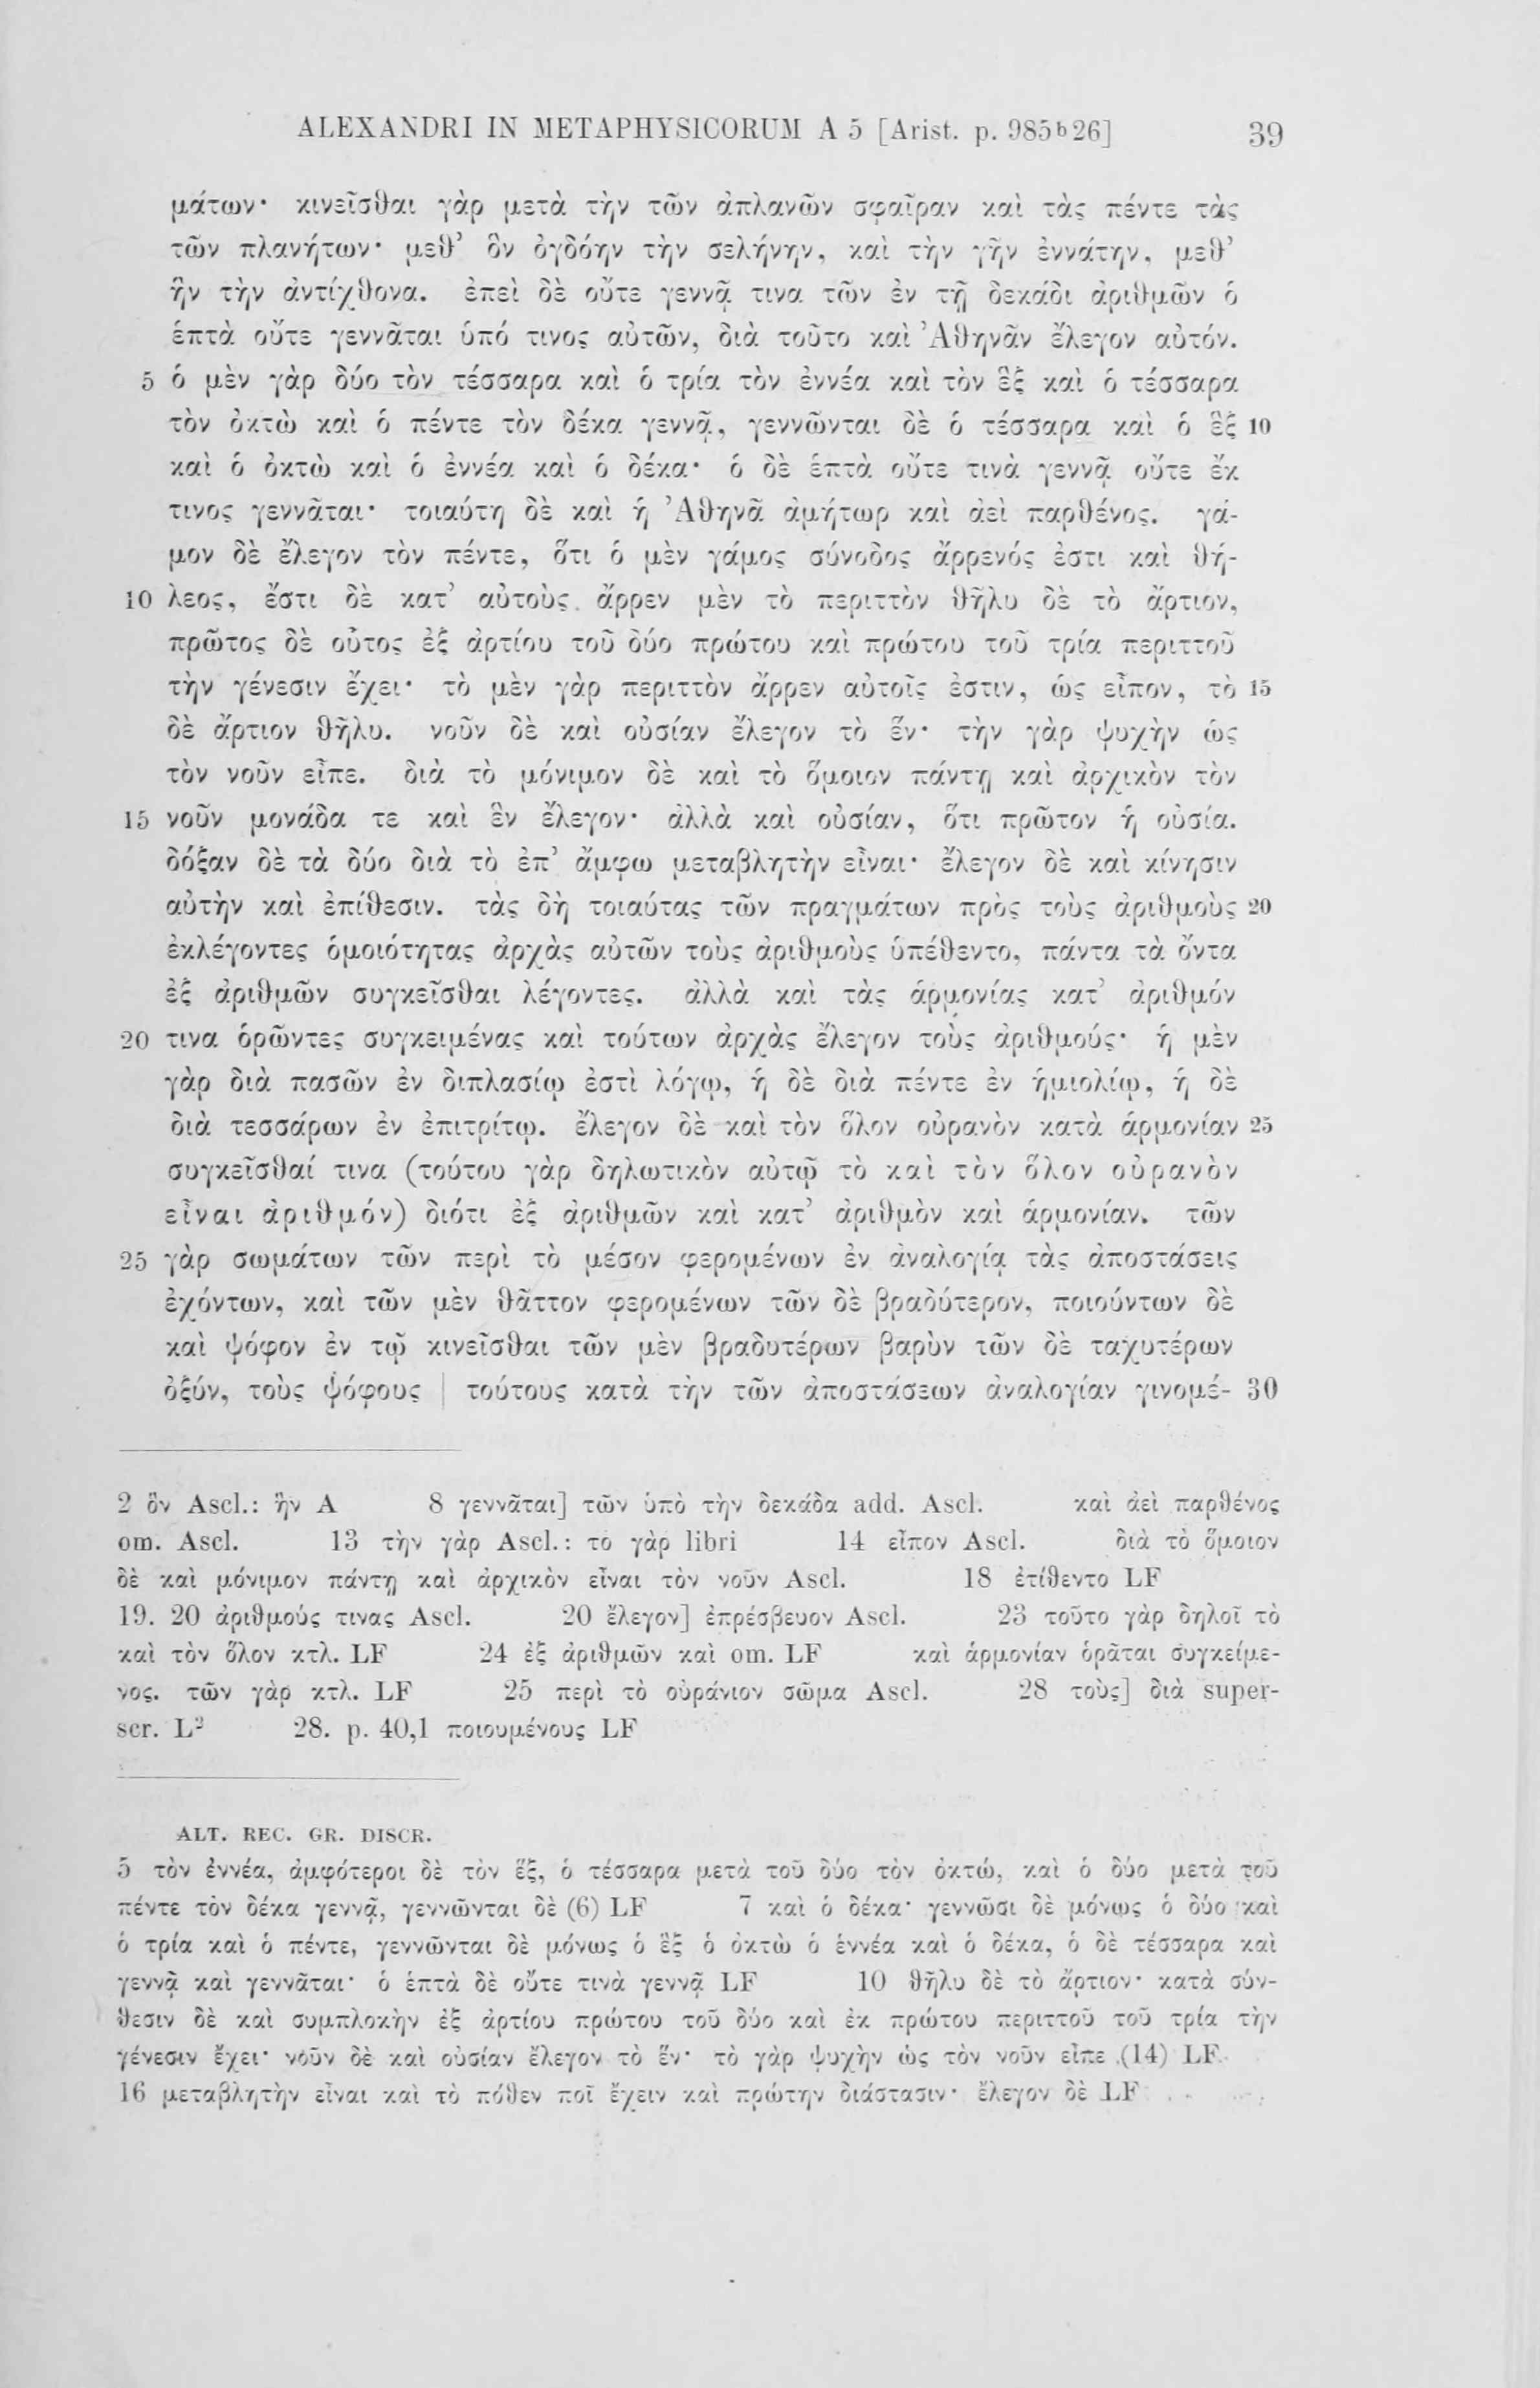 ALEXANDRI IN METAPHYSICORUM A 5 [Arist. p. 985ᵇ26] 39
μάτων· κινεῖσθαι γὰρ μετὰ τὴν τῶν ἀπλανῶν σφαῖραν καὶ τὰς πέντε τὰς
τῶν πλανήτων· μεθ’ ὃν ὀγδόην τὴν σελήνην, καὶ τὴν γῆν ἐννάτην, μεθ’
ἣν τὴν ἀντίχθονα. ἐπεὶ δὲ οὔτε γεννᾷ τινα τῶν ἐν τῇ δεκάδι ἀριθμῶν ὁ
ἑπτὰ οὔτε γεννᾶται ὑπό τινος αὐτῶν, διὰ τοῦτο καὶ Ἀθηνᾶν ἔλεγον αὐτόν.
5 ὁ μὲν γὰρ δύο τὸν τέσσαρα καὶ ὁ τρία τὸν ἐννέα καὶ τὸν ἓξ καὶ ὁ τέσσαρα
τὸν ὀκτὼ καὶ ὁ πέντε τὸν δέκα γεννᾷ, γεννῶνται δὲ ὁ τέσσαρα καὶ ὁ ἓξ 10
καὶ ὁ ὀκτὼ καὶ ὁ ἐννέα καὶ ὁ δέκα· ὁ δὲ ἑπτὰ οὔτε τινὰ γεννᾷ οὔτε ἔκ
τινος γεννᾶται· τοιαύτη δὲ καὶ ἡ Ἀθηνᾶ ἀμήτωρ καὶ ἀεὶ παρθένος. γά-
μον δὲ ἔλεγον τὸν πέντε, ὅτι ὁ μὲν γάμος σύνοδος ἄρρενός ἐστι καὶ θή-
10 λεος, ἔστι δὲ κατ’ αὐτοὺς ἄρρεν μὲν τὸ περιττὸν θῆλυ δὲ τὸ ἄρτιον,
πρῶτος δὲ οὗτος ἐξ ἀρτίου τοῦ δύο πρώτου καὶ πρώτου τοῦ τρία περιττοῦ
τὴν γένεσιν ἔχει· τὸ μὲν γὰρ περιττὸν ἄρρεν αὐτοῖς ἐστιν, ὡς εἶπον, τὸ 15
δὲ ἄρτιον θῆλυ. νοῦν δὲ καὶ οὐσίαν ἔλεγον τὸ ἕν· τὴν γὰρ ψυχὴν ὡς
τὸν νοῦν εἶπε. διὰ τὸ μόνιμον δὲ καὶ τὸ ὅμοιον πάντῃ καὶ ἀρχικὸν τὸν
15 νοῦν μονάδα τε καὶ ἓν ἔλεγον· ἀλλὰ καὶ οὐσίαν, ὅτι πρῶτον ἡ οὐσία.
δόξαν δὲ τὰ δύο διὰ τὸ ἐπ’ ἄμφω μεταβλητὴν εἶναι· ἔλεγον δὲ καὶ κίνησιν
αὐτὴν καὶ ἐπίθεσιν. τὰς δὴ τοιαύτας τῶν πραγμάτων πρὸς τοὺς ἀριθμοὺς 20
ἐκλέγοντες ὁμοιότητας ἀρχὰς αὐτῶν τοὺς ἀριθμοὺς ὑπέθεντο, πάντα τὰ ὄντα
ἐξ ἀριθμῶν συγκεῖσθαι λέγοντες. ἀλλὰ καὶ τὰς ἁρμονίας κατ’ ἀριθμόν
20 τινα ὁρῶντες συγκειμένας καὶ τούτων ἀρχὰς ἔλεγον τοὺς ἀριθμούς· ἡ μὲν
γὰρ διὰ πασῶν ἐν διπλασίῳ ἐστὶ λόγῳ, ἡ δὲ διὰ πέντε ἐν ἡμιολίῳ, ἡ δὲ
διὰ τεσσάρων ἐν ἐπιτρίτῳ. ἔλεγον δὲ καὶ τὸν ὅλον οὐρανὸν κατὰ ἁρμονίαν 25
συγκεῖσθαί τινα (τούτου γὰρ δηλωτικὸν αὐτῷ τὸ καὶ τὸν ὅλον οὐρανὸν
εἶναι ἀριθμόν) διότι ἐξ ἀριθμῶν καὶ κατ’ ἀριθμὸν καὶ ἁρμονίαν. τῶν
25 γὰρ σωμάτων τῶν περὶ τὸ μέσον φερομένων ἐν ἀναλογίᾳ τὰς ἀποστάσεις
ἐχόντων, καὶ τῶν μὲν θᾶττον φερομένων τῶν δὲ βραδύτερον, ποιούντων δὲ
καὶ ψόφον ἐν τῷ κινεῖσθαι τῶν μὲν βραδυτέρων βαρὺν τῶν δὲ ταχυτέρων
ὀξύν, τοὺς ψόφους | τούτους κατὰ τὴν τῶν ἀποστάσεων ἀναλογίαν γινομέ- 30
2 ὃν Ascl.: ἣν A 8 γεννᾶται] τῶν ὑπὸ τὴν δεκάδα add. Ascl. καὶ ἀεὶ παρθένος
om. Ascl. 13 τὴν γὰρ Ascl.: τὸ γὰρ libri 14 εἶπον Ascl. διὰ τὸ ὅμοιον
δὲ καὶ μόνιμον πάντῃ καὶ ἀρχικὸν εἶναι τὸν νοῦν Ascl. 18 ἐτίθεντο LF
19. 20 ἀριθμούς τινας Ascl. 20 ἔλεγον] ἐπρέσβευον Ascl. 23 τοῦτο γὰρ δηλοῖ τὸ
καὶ τὸν ὅλον κτλ. LF 24 ἐξ ἀριθμῶν καὶ om. LF καὶ ἁρμονίαν ὁρᾶται συγκείμε-
νος. τῶν γὰρ κτλ. LF 25 περὶ τὸ οὐράνιον σῶμα Ascl. 28 τοὺς] διὰ super-
scr. L² 28. p. 40,1 ποιουμένους LF
ALT. REC. GR. DISCR.
5 τὸν ἐννέα, ἀμφότεροι δὲ τὸν ἕξ, ὁ τέσσαρα μετὰ τοῦ δύο τὸν ὀκτώ, καὶ ὁ δύο μετὰ τοῦ
πέντε τὸν δέκα γεννᾷ, γεννῶνται δὲ (6) LF 7 καὶ ὁ δέκα· γεννῶσι δὲ μόνως ὁ δύο καὶ
ὁ τρία καὶ ὁ πέντε, γεννῶνται δὲ μόνως ὁ ἓξ ὁ ὀκτὼ ὁ ἐννέα καὶ ὁ δέκα, ὁ δὲ τέσσαρα καὶ
γεννᾷ καὶ γεννᾶται· ὁ ἑπτὰ δὲ οὔτε τινὰ γεννᾷ LF 10 θῆλυ δὲ τὸ ἄρτιον· κατὰ σύν-
θεσιν δὲ καὶ συμπλοκὴν ἐξ ἀρτίου πρώτου τοῦ δύο καὶ ἐκ πρώτου περιττοῦ τοῦ τρία τὴν
γένεσιν ἔχει· νοῦν δὲ καὶ οὐσίαν ἔλεγον τὸ ἕν· τὸ γὰρ ψυχὴν ὡς τὸν νοῦν εἶπε (14) LF
16 μεταβλητὴν εἶναι καὶ τὸ πόθεν ποῖ ἔχειν καὶ πρώτην διάστασιν· ἔλεγον δὲ LF